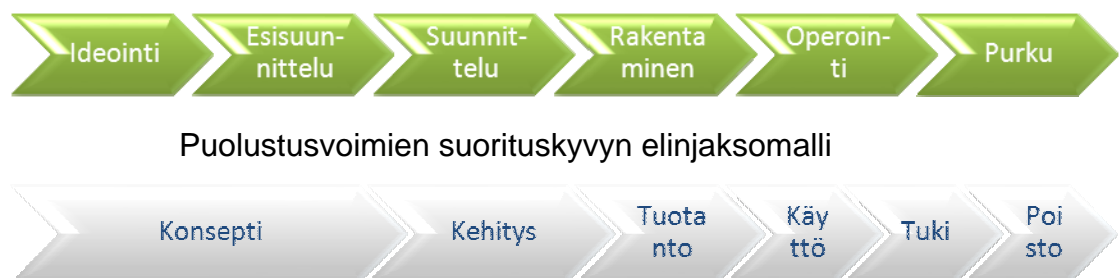 Ideointi
Esisuun-
nittelu
Suunnit-
telu
Rakenta
minen
Operoin-
ti
Purku
Puolustusvoimien suorituskyvyn elinjaksomalli
Konsepti
Kehitys
Tuota
nto
Käy
ttö
Tuki
Poi
sto